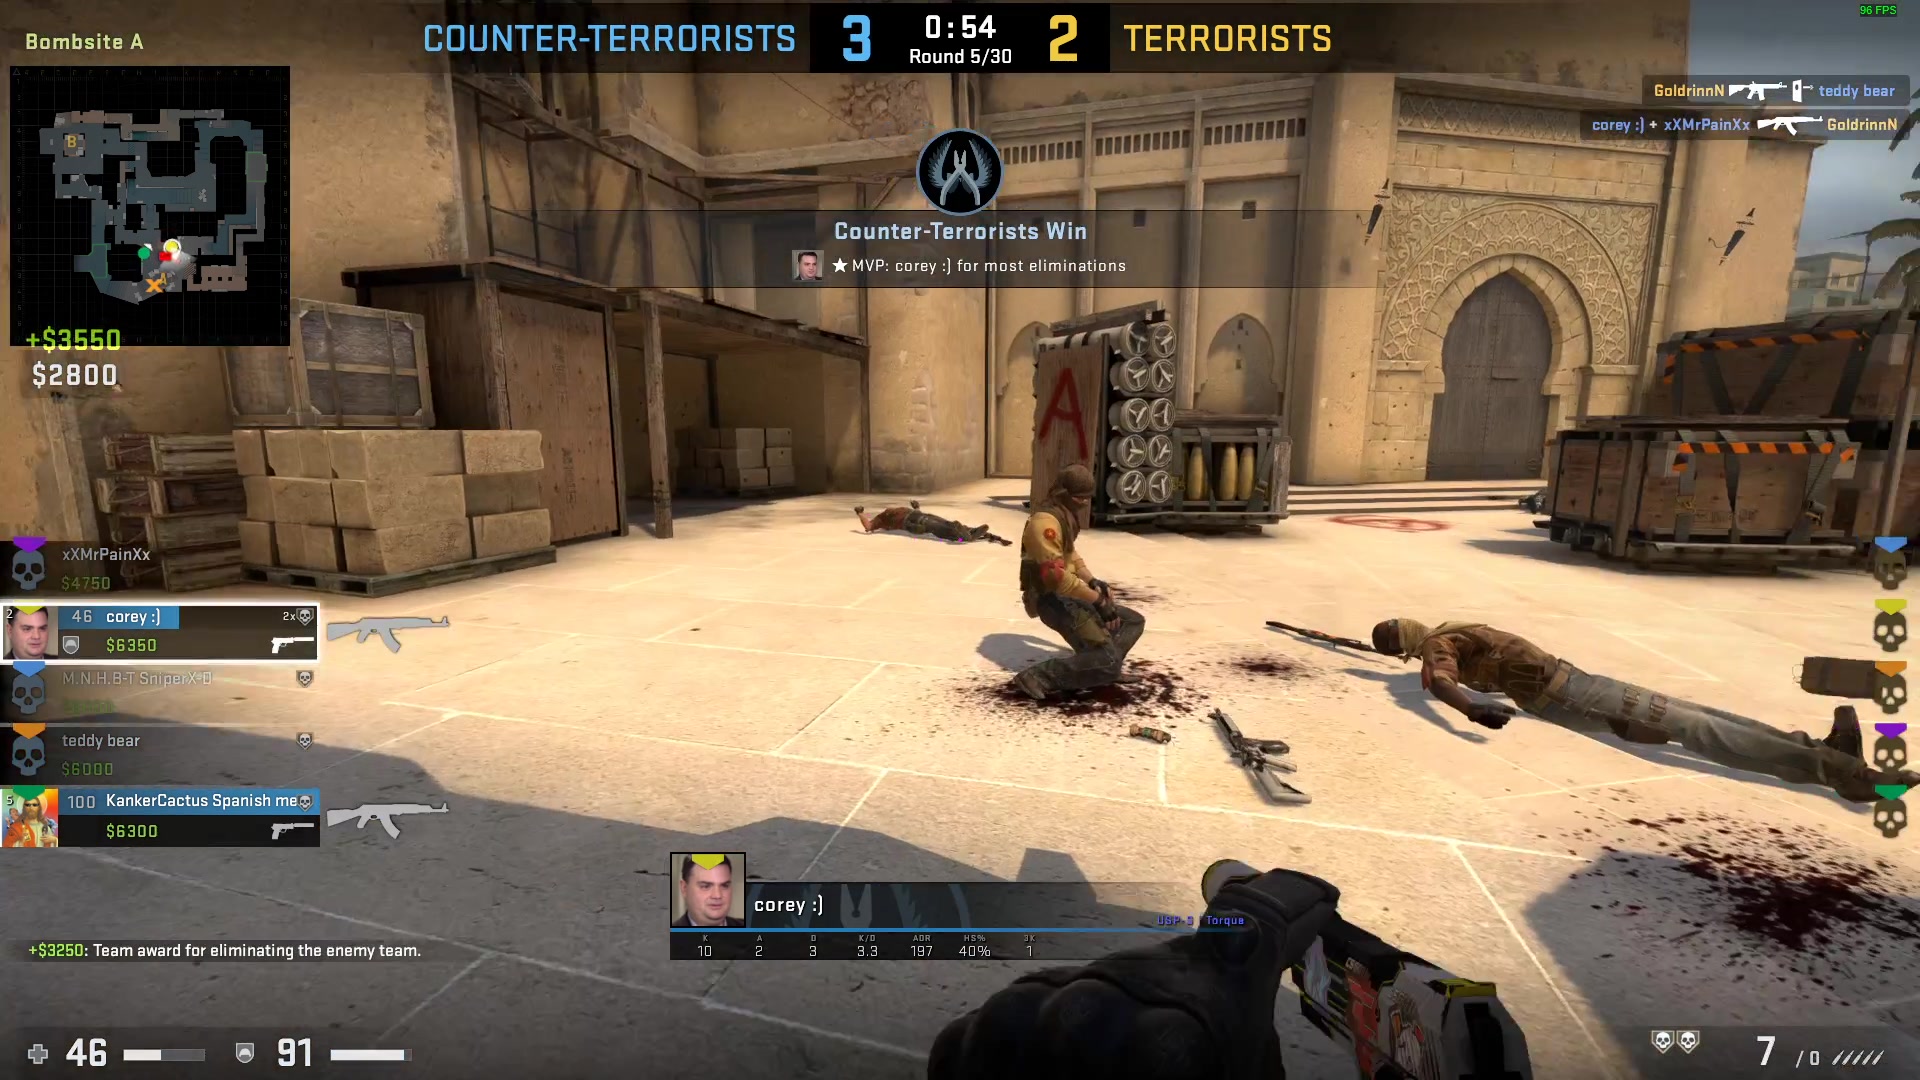 96 FPS
Bombsite A
COUNTER-TERRORISTS 3 0:54 2 TERRORISTS
Round 5/30
GoldrinnN teddy bear
corey :) + xXMrPainXx GoldrinnN
B
Counter-Terrorists Win
★ MVP: corey :) for most eliminations
+$3550
$2800
A
xXMrPainXx
$4750
2 46 corey :) 2x
$6350
M.N.H.B-T SniperX-D
teddy bear
$6000
5 100 KankerCactus Spanish me
$6300
corey :)
USP-S | Torque
K A D K/D ADR HS% 3K
10 2 3 3.3 197 40% 1
+$3250: Team award for eliminating the enemy team.
46 91
7 / 0